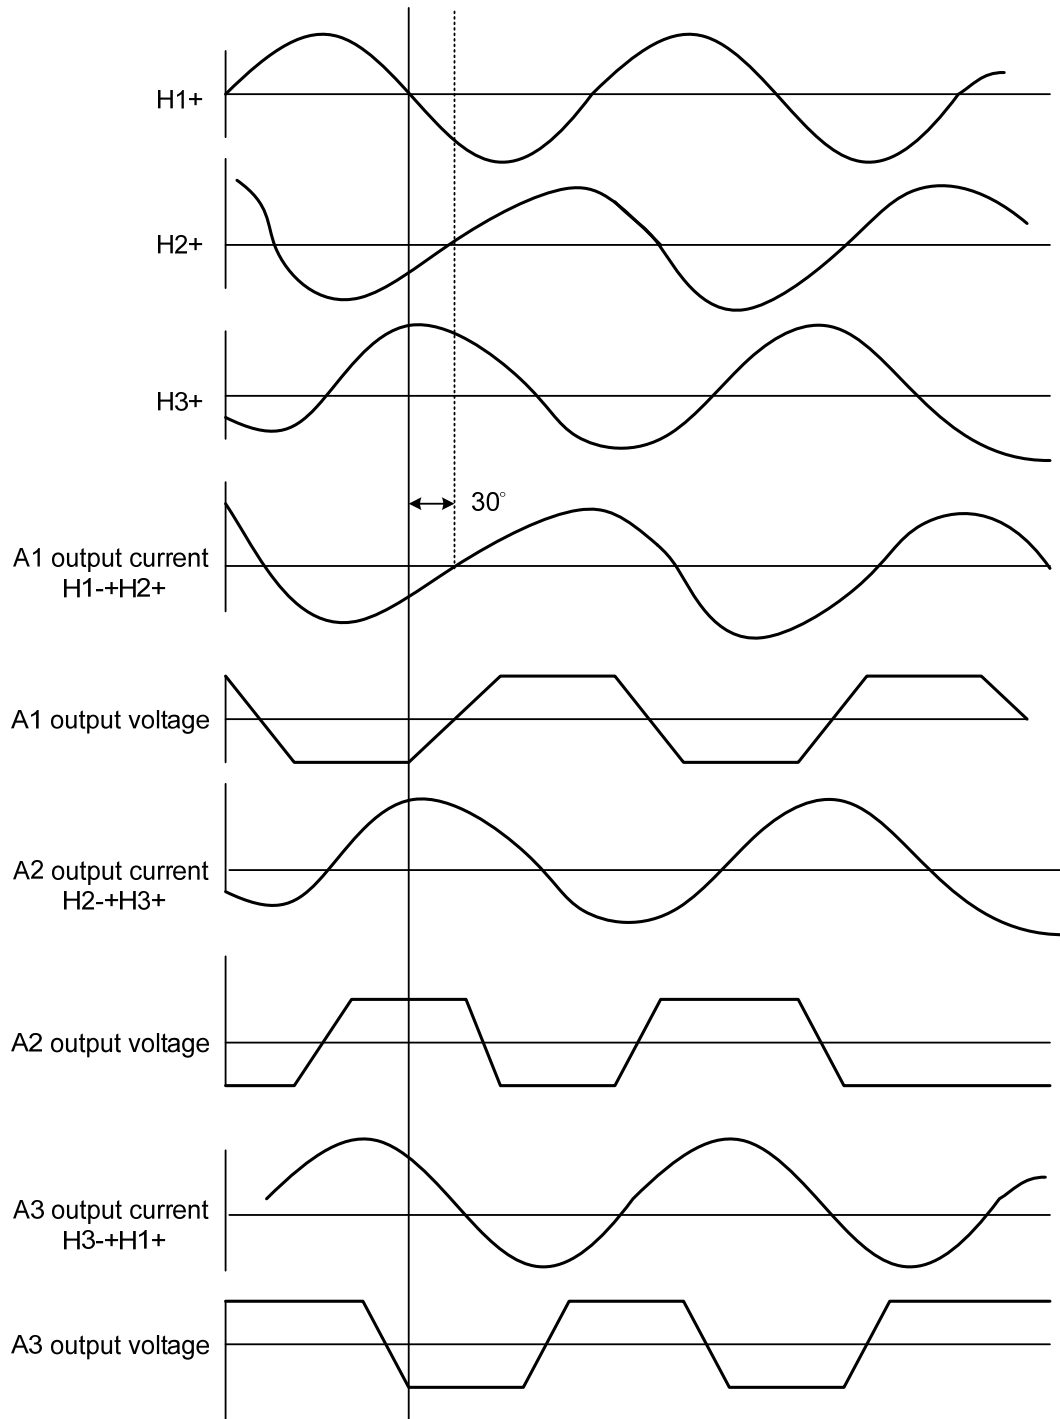 H1+
H2+
H3+
30°
A1 output current
H1-+H2+
A1 output voltage
A2 output current
H2-+H3+
A2 output voltage
A3 output current
H3-+H1+
A3 output voltage